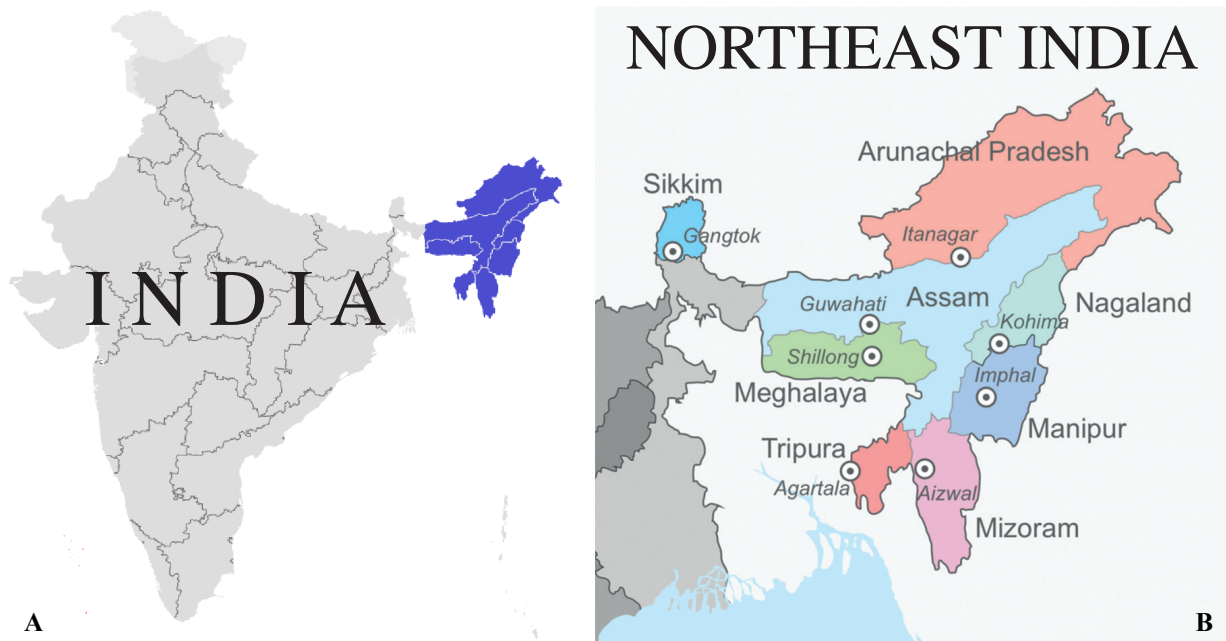 INDIA
A
NORTHEAST INDIA
Arunachal Pradesh
Sikkim
Gangtok
Itanagar
Guwahati
Assam
Nagaland
Kohima
Shillong
Imphal
Meghalaya
Manipur
Tripura
Agartala
Aizwal
Mizoram
B